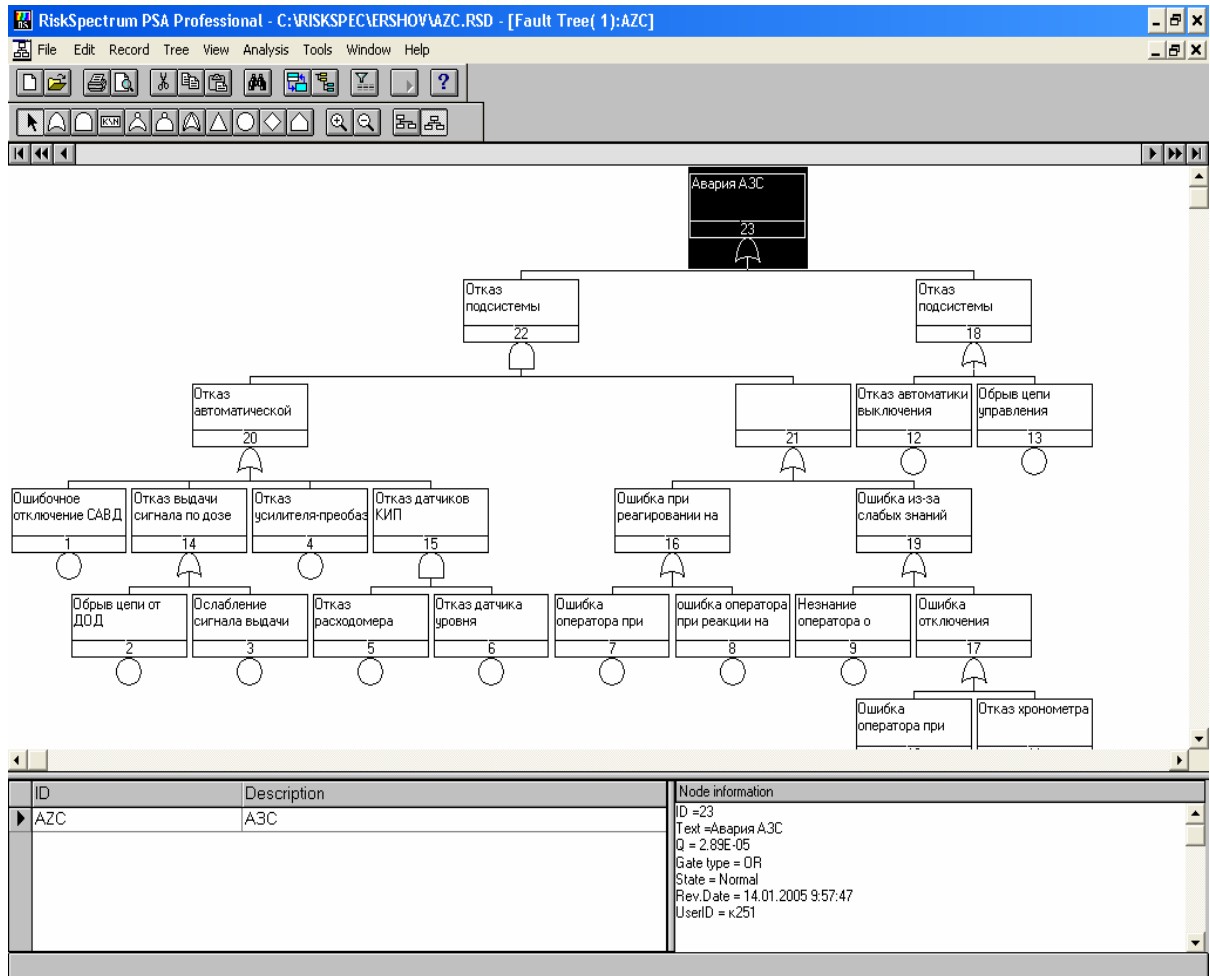 RiskSpectrum PSA Professional - C:\RISKSPEC\ERSHOV\AZC.RSD - [Fault Tree( 1):AZC]
File Edit Record Tree View Analysis Tools Window Help
K\N
Авария АЗС
23
Отказ
подсистемы
22
Отказ
подсистемы
18
Отказ
автоматической
20
21
Отказ автоматики
выключения
12
Обрыв цепи
управления
13
Ошибочное
отключение САВД
1
Отказ выдачи
сигнала по дозе
14
Отказ
усилителя-преобаз
4
Отказ датчиков
КИП
15
Ошибка при
реагировании на
16
Ошибка из-за
слабых знаний
19
Обрыв цепи от
ДОД
2
Ослабление
сигнала выдачи
3
Отказ
расходомера
5
Отказ датчика
уровня
6
Ошибка
оператора при
7
ошибка оператора
при реакции на
8
Незнание
оператора о
9
Ошибка
отключения
17
Ошибка
оператора при
Отказ хронометра
ID Description
AZC АЗС
Node information
ID =23
Text =Авария АЗС
Q = 2.89E-05
Gate type = OR
State = Normal
Rev.Date = 14.01.2005 9:57:47
UserID = к251